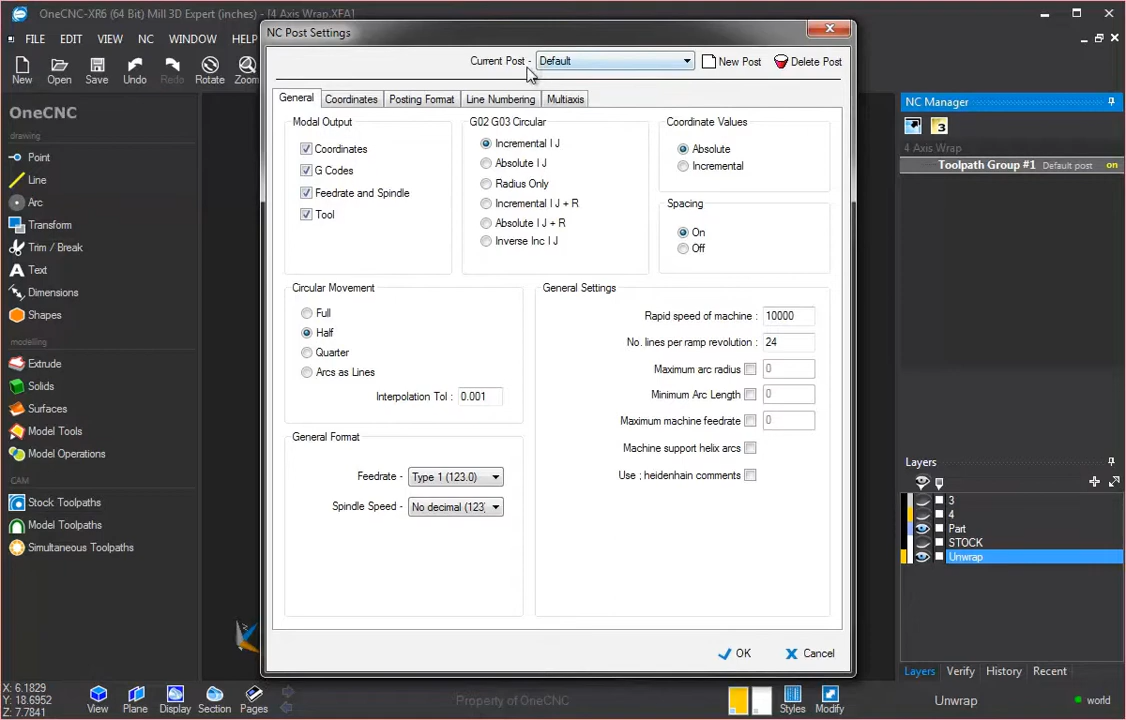 OneCNC-XR6 (64 Bit) Mill 3D Expert (inches) - [4 Axis Wrap.XFA]
FILE EDIT VIEW NC WINDOW HELP
New Open Save Undo Redo Rotate Zoom
OneCNC
drawing
Point
Line
Arc
Transform
Trim / Break
Text
Dimensions
Shapes
modelling
Extrude
Solids
Surfaces
Model Tools
Model Operations
CAM
Stock Toolpaths
Model Toolpaths
Simultaneous Toolpaths
NC Post Settings
Current Post - Default New Post Delete Post
General Coordinates Posting Format Line Numbering Multiaxis
Modal Output
Coordinates
G Codes
Feedrate and Spindle
Tool
G02 G03 Circular
Incremental I J
Absolute I J
Radius Only
Incremental I J + R
Absolute I J + R
Inverse Inc I J
Coordinate Values
Absolute
Incremental
Spacing
On
Off
Circular Movement
Full
Half
Quarter
Arcs as Lines
Interpolation Tol : 0.001
General Format
Feedrate - Type 1 (123.0)
Spindle Speed - No decimal (123)
General Settings
Rapid speed of machine : 10000
No. lines per ramp revolution : 24
Maximum arc radius 0
Minimum Arc Length 0
Maximum machine feedrate 0
Machine support helix arcs
Use ; heidenhain comments
OK Cancel
NC Manager
3
4 Axis Wrap
Toolpath Group #1 Default post on
Layers
3
4
Part
STOCK
Unwrap
Layers Verify History Recent
X: 6.1829
Y: 18.6952
Z: 7.7841
View Plane Display Section Pages
Property of OneCNC
Styles Modify
Unwrap
world